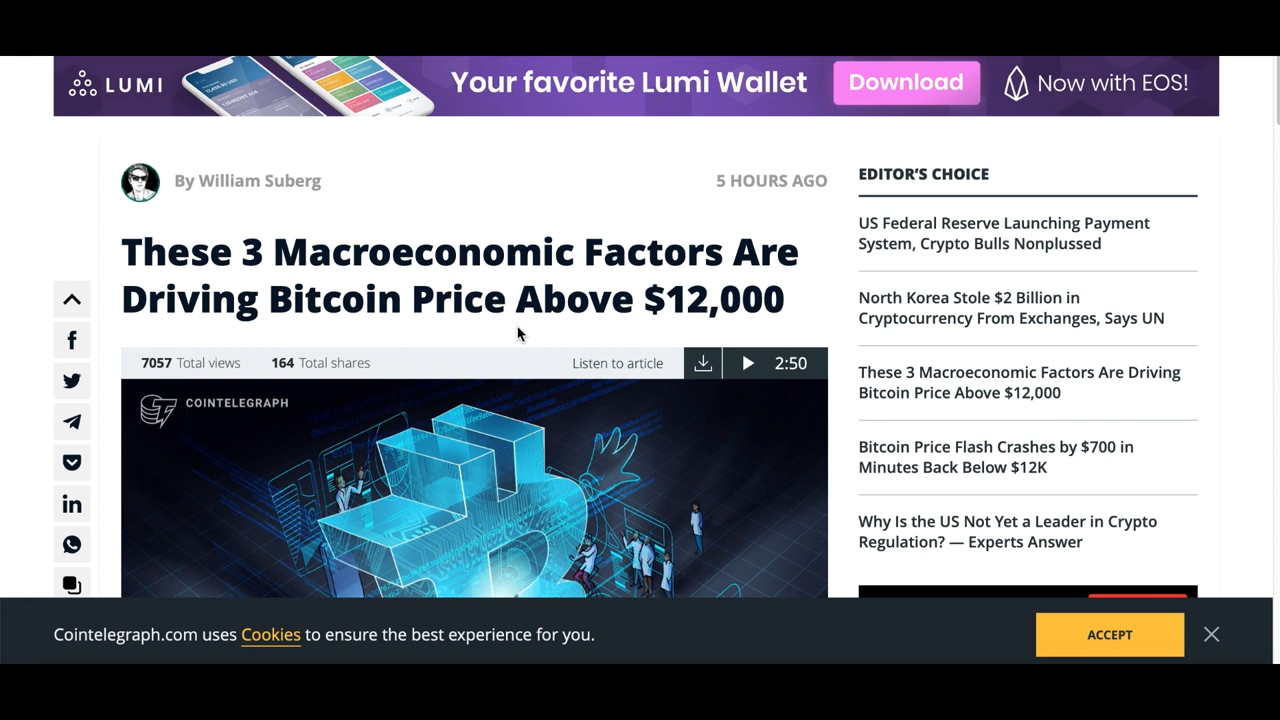 LUMI
Your favorite Lumi Wallet
Download
Now with EOS!
By William Suberg
5 HOURS AGO
These 3 Macroeconomic Factors Are
Driving Bitcoin Price Above $12,000
7057 Total views
164 Total shares
Listen to article
2:50
COINTELEGRAPH
EDITOR'S CHOICE
US Federal Reserve Launching Payment
System, Crypto Bulls Nonplussed
North Korea Stole $2 Billion in
Cryptocurrency From Exchanges, Says UN
These 3 Macroeconomic Factors Are Driving
Bitcoin Price Above $12,000
Bitcoin Price Flash Crashes by $700 in
Minutes Back Below $12K
Why Is the US Not Yet a Leader in Crypto
Regulation? — Experts Answer
Cointelegraph.com uses Cookies to ensure the best experience for you.
ACCEPT